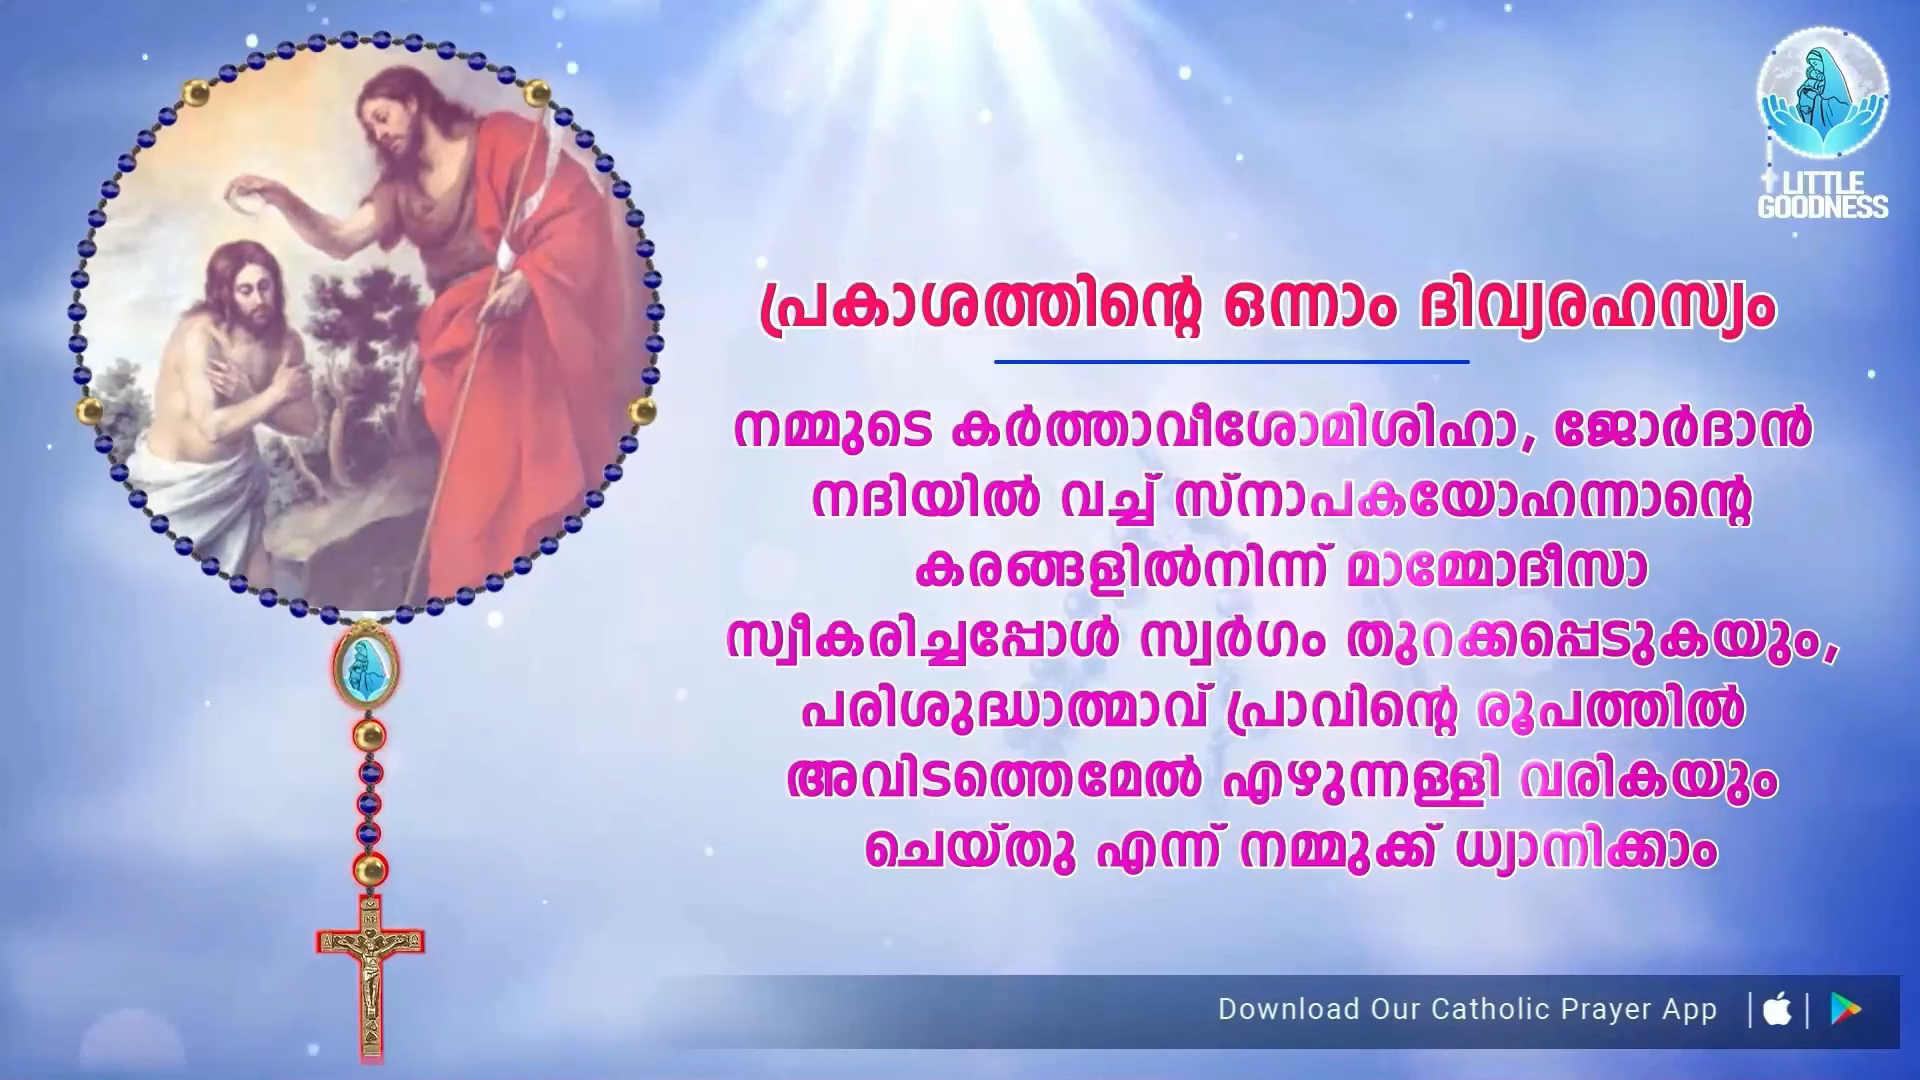 LITTLE
GOODNESS
പ്രകാശത്തിന്റെ ഒന്നാം ദിവ്യരഹസ്യം
നമ്മുടെ കർത്താവീശോമിശിഹാ, ജോർദാൻ
നദിയിൽ വച്ച് സ്നാപകയോഹന്നാന്റെ
കരങ്ങളിൽനിന്ന് മാമ്മോദീസാ
സ്വീകരിച്ചപ്പോൾ സ്വർഗം തുറക്കപ്പെടുകയും,
പരിശുദ്ധാത്മാവ് പ്രാവിന്റെ രൂപത്തിൽ
അവിടത്തെമേൽ എഴുന്നള്ളി വരികയും
ചെയ്തു എന്ന് നമ്മുക്ക് ധ്യാനിക്കാം
INRI
Download Our Catholic Prayer App